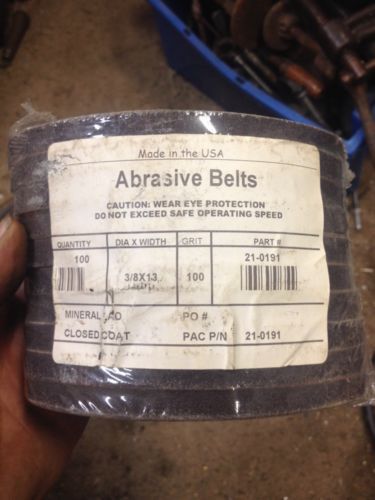 Made in the USA
Abrasive Belts
CAUTION: WEAR EYE PROTECTION
DO NOT EXCEED SAFE OPERATING SPEED
QUANTITY DIA X WIDTH GRIT PART #
100 3/8X13 100 21-0191
MINERAL PO #
CLOSED COAT PAC P/N 21-0191